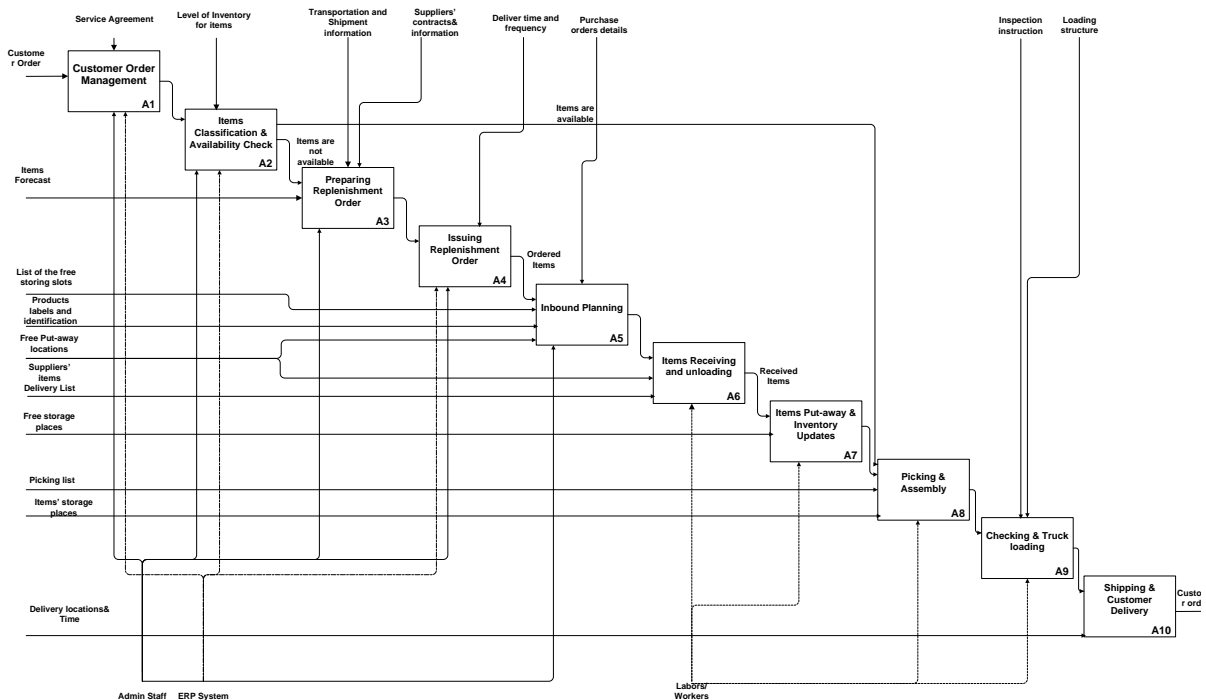 Service Agreement
Level of Inventory
for items
Transportation and
Shipment
information
Suppliers'
contracts&
information
Deliver time and
frequency
Purchase
orders details
Inspection
instruction
Loading
structure
Custome
r Order
Customer Order
Management
A1
Items
Classification &
Availability Check
A2
Items are
available
Items are
not
available
Items
Forecast
Preparing
Replenishment
Order
A3
Issuing
Replenishment
Order
A4
Ordered
Items
List of the free
storing slots
Products
labels and
identification
Inbound Planning
A5
Free Put-away
locations
Suppliers'
items
Delivery List
Items Receiving
and unloading
A6
Received
Items
Free storage
places
Items Put-away &
Inventory
Updates
A7
Picking list
Items' storage
places
Picking &
Assembly
A8
Checking & Truck
loading
A9
Delivery locations&
Time
Shipping &
Customer
Delivery
A10
Custo
r ord
Admin Staff
ERP System
Labors/
Workers